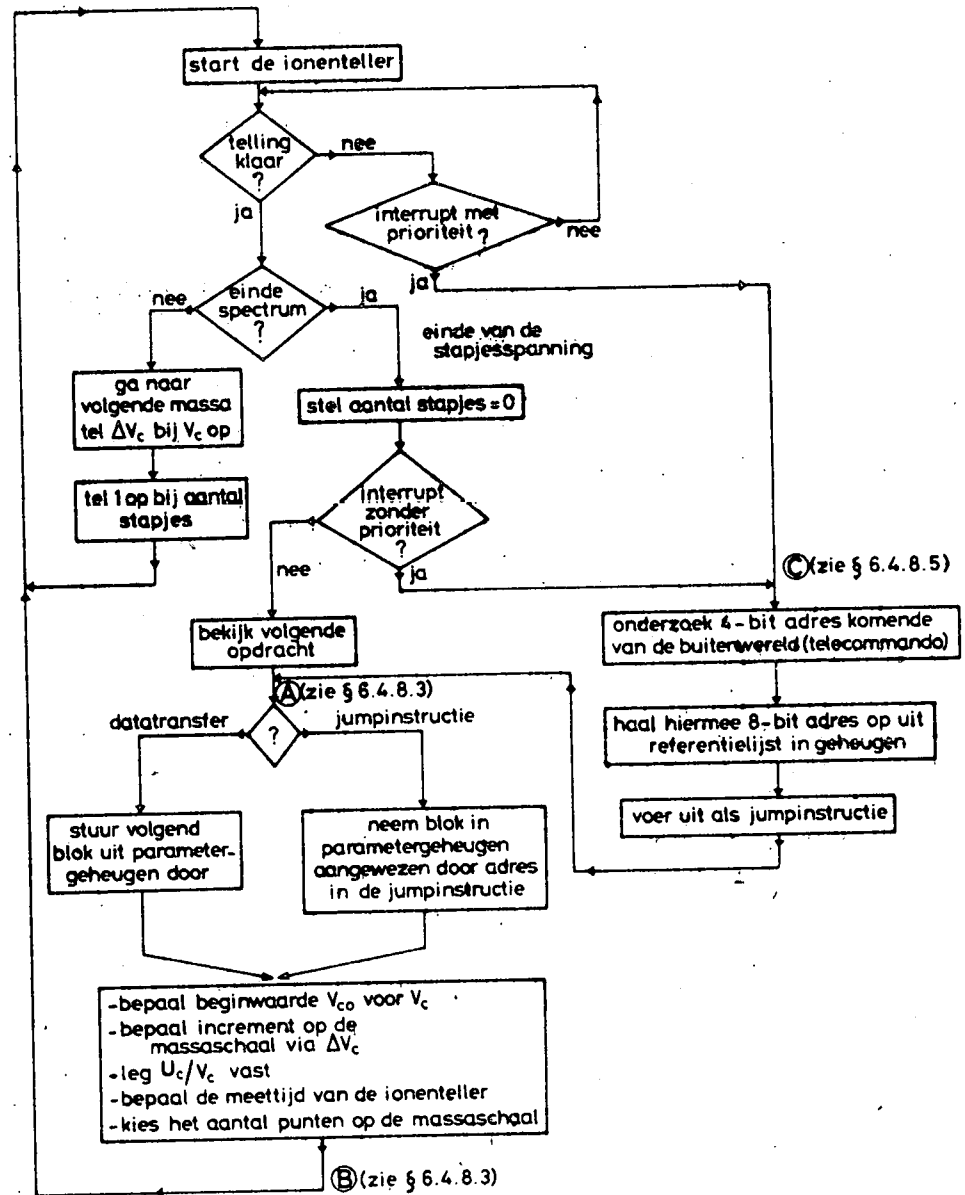 start de ionenteller
telling
klaar
?
nee
ja
interrupt met
prioriteit ?
nee
ja
einde
spectrum
?
nee
ja
einde van de
stapjesspanning
ga naar
volgende massa
tel ΔVc bij Vc op
stel aantal stapjes = 0
tel 1 op bij aantal
stapjes
interrupt
zonder
prioriteit
?
nee
ja
Ⓒ (zie § 6.4.8.5)
bekijk volgende
opdracht
onderzoek 4-bit adres komende
van de buitenwereld (telecommando)
Ⓐ (zie § 6.4.8.3)
datatransfer
?
jumpinstructie
haal hiermee 8-bit adres op uit
referentielijst in geheugen
voer uit als jumpinstructie
stuur volgend
blok uit parameter-
geheugen door
neem blok in
parametergeheugen
aangewezen door adres
in de jumpinstructie
-bepaal beginwaarde Vco voor Vc
-bepaal increment op de
massaschaal via ΔVc
-leg Uc/Vc vast
-bepaal de meettijd van de ionenteller
-kies het aantal punten op de massaschaal
Ⓑ (zie § 6.4.8.3)